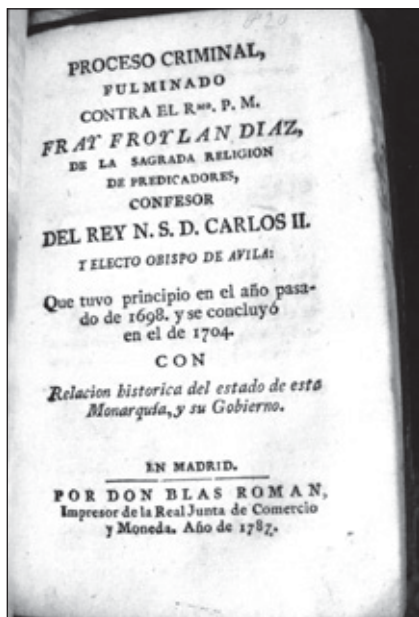 PROCESO CRIMINAL,
FULMINADO
CONTRA EL Rmo. P. M.
FRAY FROYLAN DIAZ,
DE LA SAGRADA RELIGION
DE PREDICADORES,
CONFESOR
DEL REY N. S. D. CARLOS II.
Y ELECTO OBISPO DE AVILA:
Que tuvo principio en el año pasa-
do de 1698. y se concluyó
en el de 1704.
CON
Relacion historica del estado de esta
Monarquía, y su Gobierno.
EN MADRID.
POR DON BLAS ROMAN,
Impresor de la Real Junta de Comercio
y Moneda. Año de 1787.